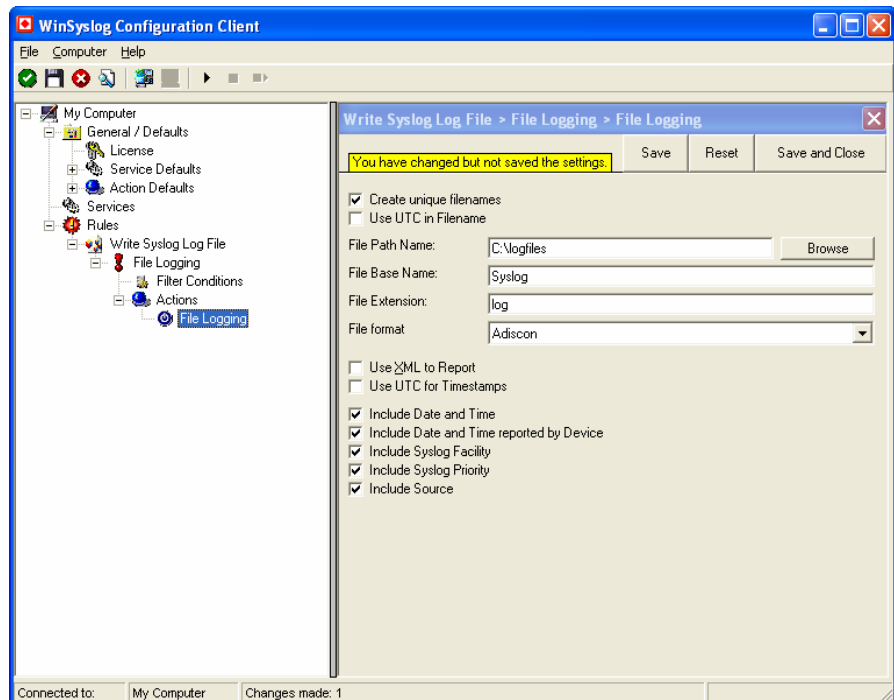 WinSyslog Configuration Client
File Computer Help
My Computer
General / Defaults
License
Service Defaults
Action Defaults
Services
Rules
Write Syslog Log File
File Logging
Filter Conditions
Actions
File Logging
Write Syslog Log File > File Logging > File Logging
You have changed but not saved the settings.
Save Reset Save and Close
Create unique filenames
Use UTC in Filename
File Path Name: C:\logfiles Browse
File Base Name: Syslog
File Extension: log
File format Adiscon
Use XML to Report
Use UTC for Timestamps
Include Date and Time
Include Date and Time reported by Device
Include Syslog Facility
Include Syslog Priority
Include Source
Connected to: My Computer Changes made: 1